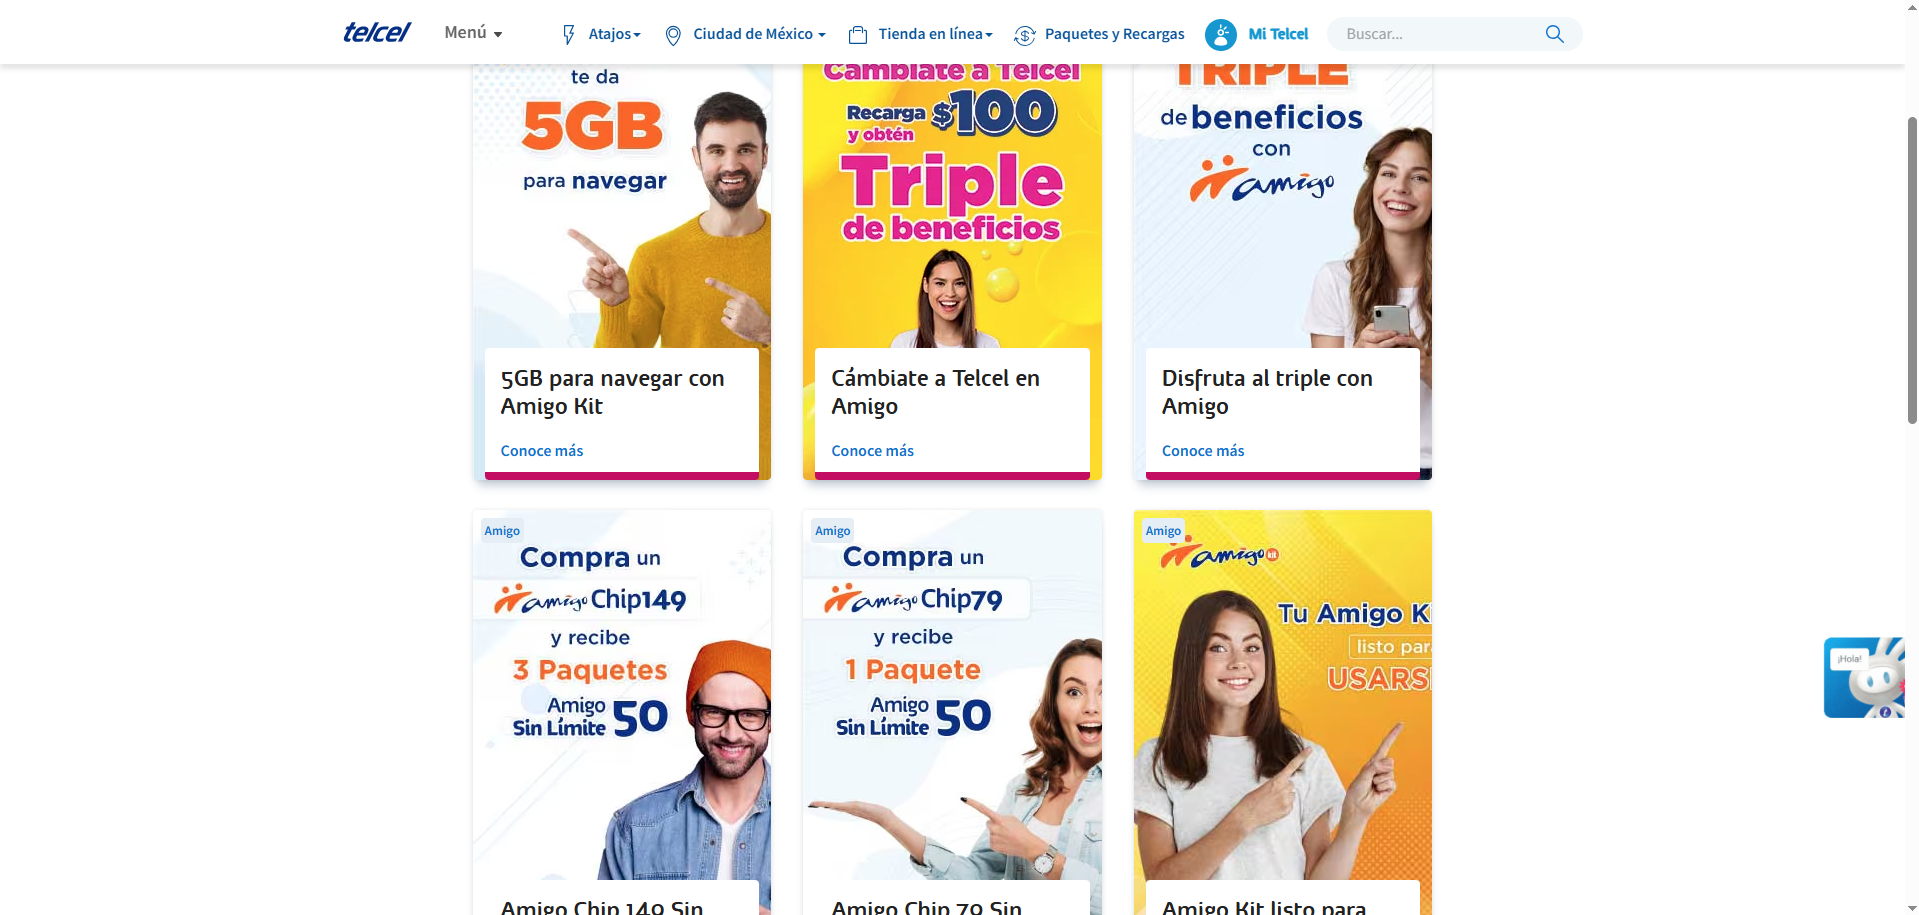 telcel
Menú
Atajos
Ciudad de México
Tienda en línea
Paquetes y Recargas
Mi Telcel
Buscar...
te da
5GB
para navegar
5GB para navegar con
Amigo Kit
Conoce más
Cámbiate a Telcel
Recarga $100
y obtén
Triple
de beneficios
Cámbiate a Telcel en
Amigo
Conoce más
TRIPLE
de beneficios
con
amigo
Disfruta al triple con
Amigo
Conoce más
Amigo
Compra un
amigo Chip149
y recibe
3 Paquetes
Amigo
Sin Límite 50
Amigo Chip 149 Sin
Amigo
Compra un
amigo Chip79
y recibe
1 Paquete
Amigo
Sin Límite 50
Amigo Chip 79 Sin
Amigo
amigo kit
Tu Amigo Ki
listo par
USARS
Amigo Kit listo para
¡Hola!